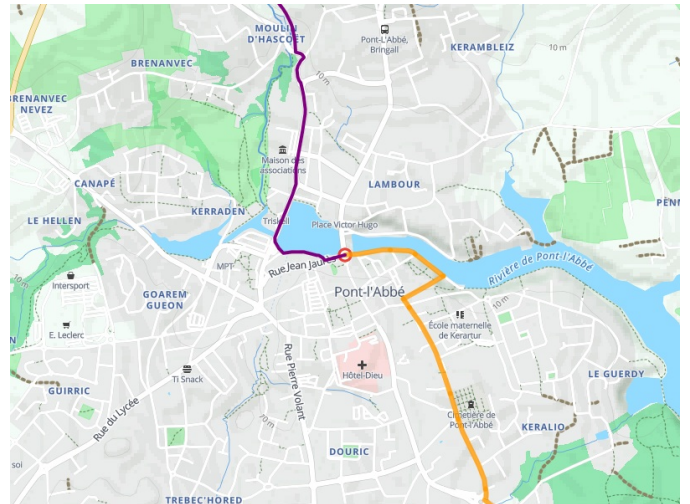 MOULIN
D'HASCOËT
Pont-L'Abbé,
Bringall
KERAMBLEIZ
10 m
BRENANVEC
10 m
BRENANVEC
NEVEZ
Maison des
associations
CANAPÉ
LAMBOUR
PENN
KERRADEN
LE HELLEN
Triskell
Place Victor Hugo
MPT
Rue Jean Jaurès
Rivière de Pont-l'Abbé
Intersport
GOAREM
GUEON
Pont-l'Abbé
10 m
École maternelle
de Kerartur
E. Leclerc
N
Rue Pierre Volant
Ti Snack
Hôtel-Dieu
LE GUERDY
GUIRRIC
Rue du Lycée
Cimetière de
Pont-l'Abbé
KERALIO
10 m
DOURIC
soi
TREBEC'HORED